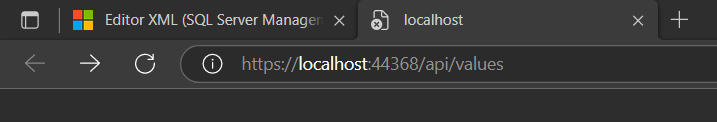 Editor XML (SQL Server Managen
localhost
https://localhost:44368/api/values